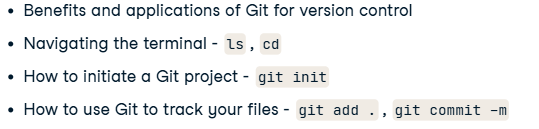 • Benefits and applications of Git for version control
• Navigating the terminal - ls , cd
• How to initiate a Git project - git init
• How to use Git to track your files - git add . , git commit -m